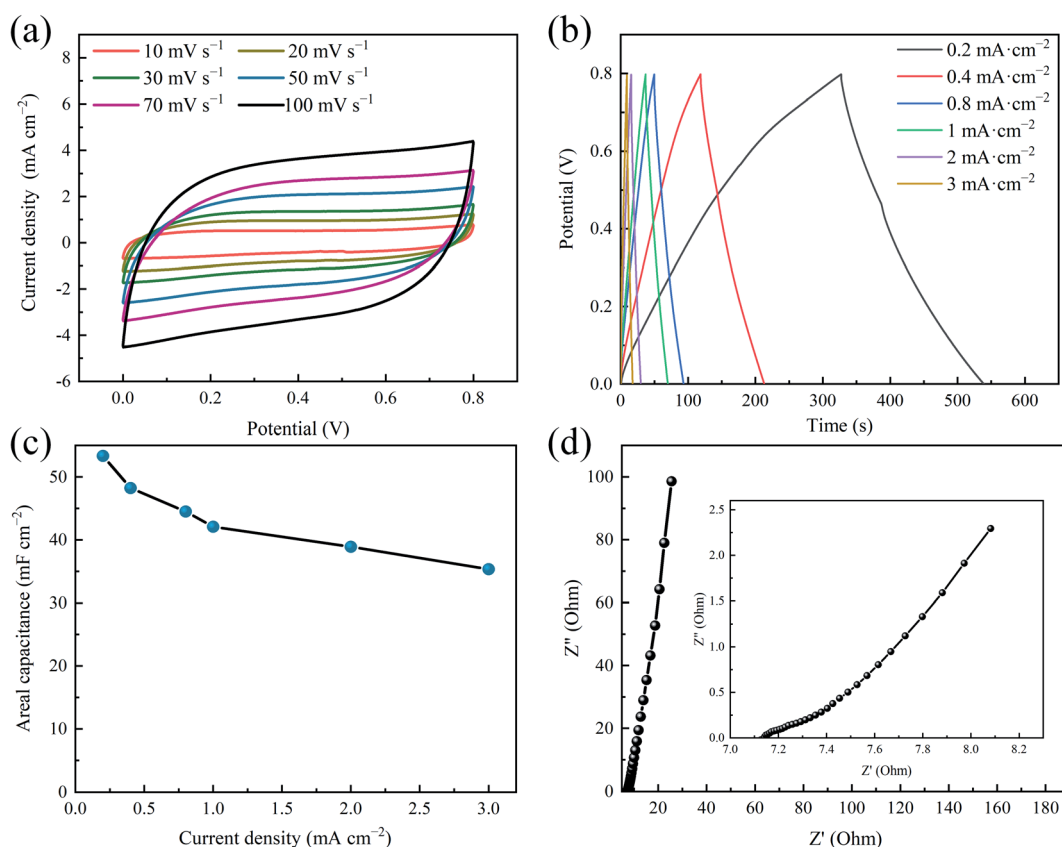 (a)
10 mV s⁻¹ 20 mV s⁻¹
30 mV s⁻¹ 50 mV s⁻¹
70 mV s⁻¹ 100 mV s⁻¹
8
6
4
2
0
-2
-4
-6
Current density (mA cm⁻²)
0.0 0.2 0.4 0.6 0.8
Potential (V)
(b)
0.2 mA·cm⁻²
0.4 mA·cm⁻²
0.8 mA·cm⁻²
1 mA·cm⁻²
2 mA·cm⁻²
3 mA·cm⁻²
0.8
0.6
0.4
0.2
0.0
Potential (V)
0 100 200 300 400 500 600
Time (s)
(c)
50
40
30
20
10
0
Areal capacitance (mF cm⁻²)
0.0 0.5 1.0 1.5 2.0 2.5 3.0
Current density (mA cm⁻²)
(d)
100
80
60
40
20
0
Z'' (Ohm)
20 40 60 80 100 120 140 160 180
Z' (Ohm)
2.5
2.0
1.5
1.0
0.5
0.0
Z'' (Ohm)
7.0 7.2 7.4 7.6 7.8 8.0 8.2
Z' (Ohm)